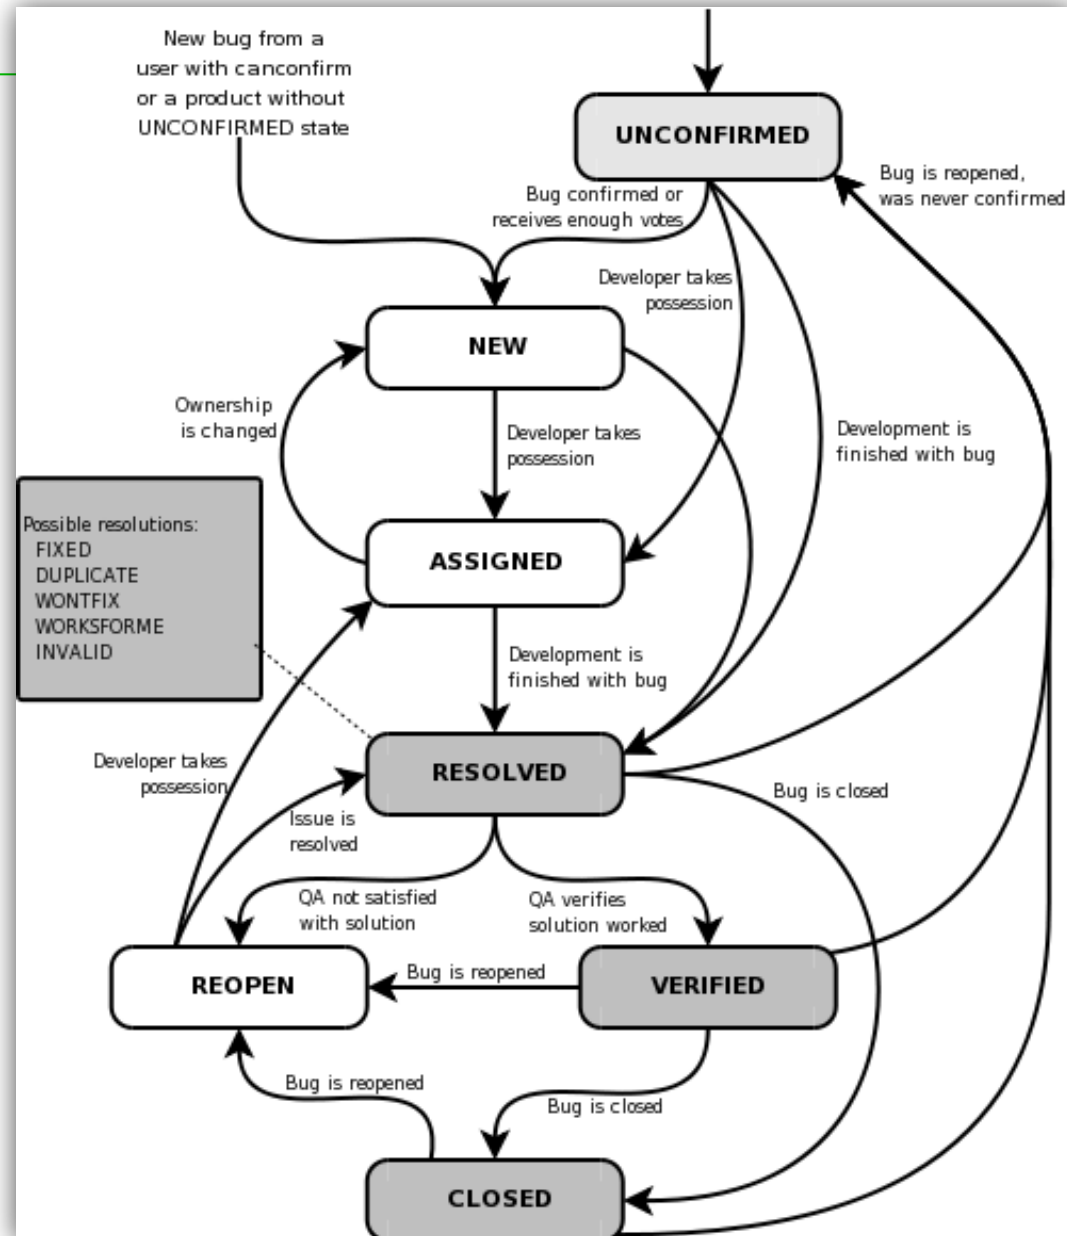 New bug from a
user with canconfirm
or a product without
UNCONFIRMED state
UNCONFIRMED
Bug is reopened,
was never confirmed
Bug confirmed or
receives enough votes
Developer takes
possession
NEW
Ownership
is changed
Developer takes
possession
Development is
finished with bug
Possible resolutions:
FIXED
DUPLICATE
WONTFIX
WORKSFORME
INVALID
ASSIGNED
Development is
finished with bug
Developer takes
possession
RESOLVED
Bug is closed
Issue is
resolved
QA not satisfied
with solution
QA verifies
solution worked
REOPEN
Bug is reopened
VERIFIED
Bug is reopened
Bug is closed
CLOSED